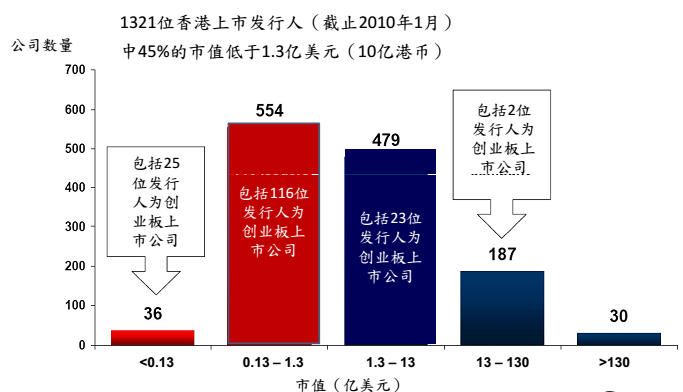 1321位香港上市发行人（截止2010年1月）
中45%的市值低于1.3亿美元（10亿港币）
公司数量
700
600
500
400
300
200
100
0
包括25
位发行
人为创
业板上
市公司
36
554
包括116位
发行人为
创业板上
市公司
479
包括23位
发行人为
创业板上
市公司
包括2位
发行人为
创业板上
市公司
187
30
<0.13
0.13 – 1.3
1.3 – 13
13 – 130
>130
市值（亿美元）